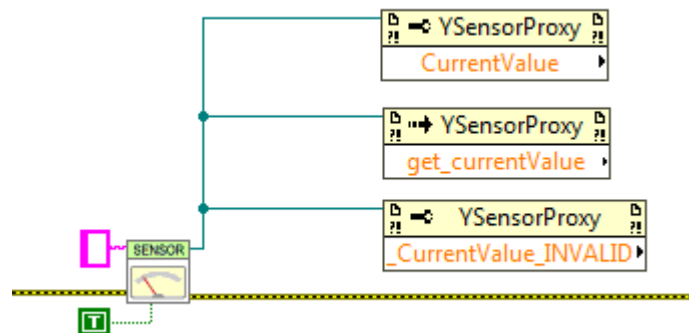 YSensorProxy
CurrentValue
YSensorProxy
get_currentValue
YSensorProxy
_CurrentValue_INVALID
SENSOR
T